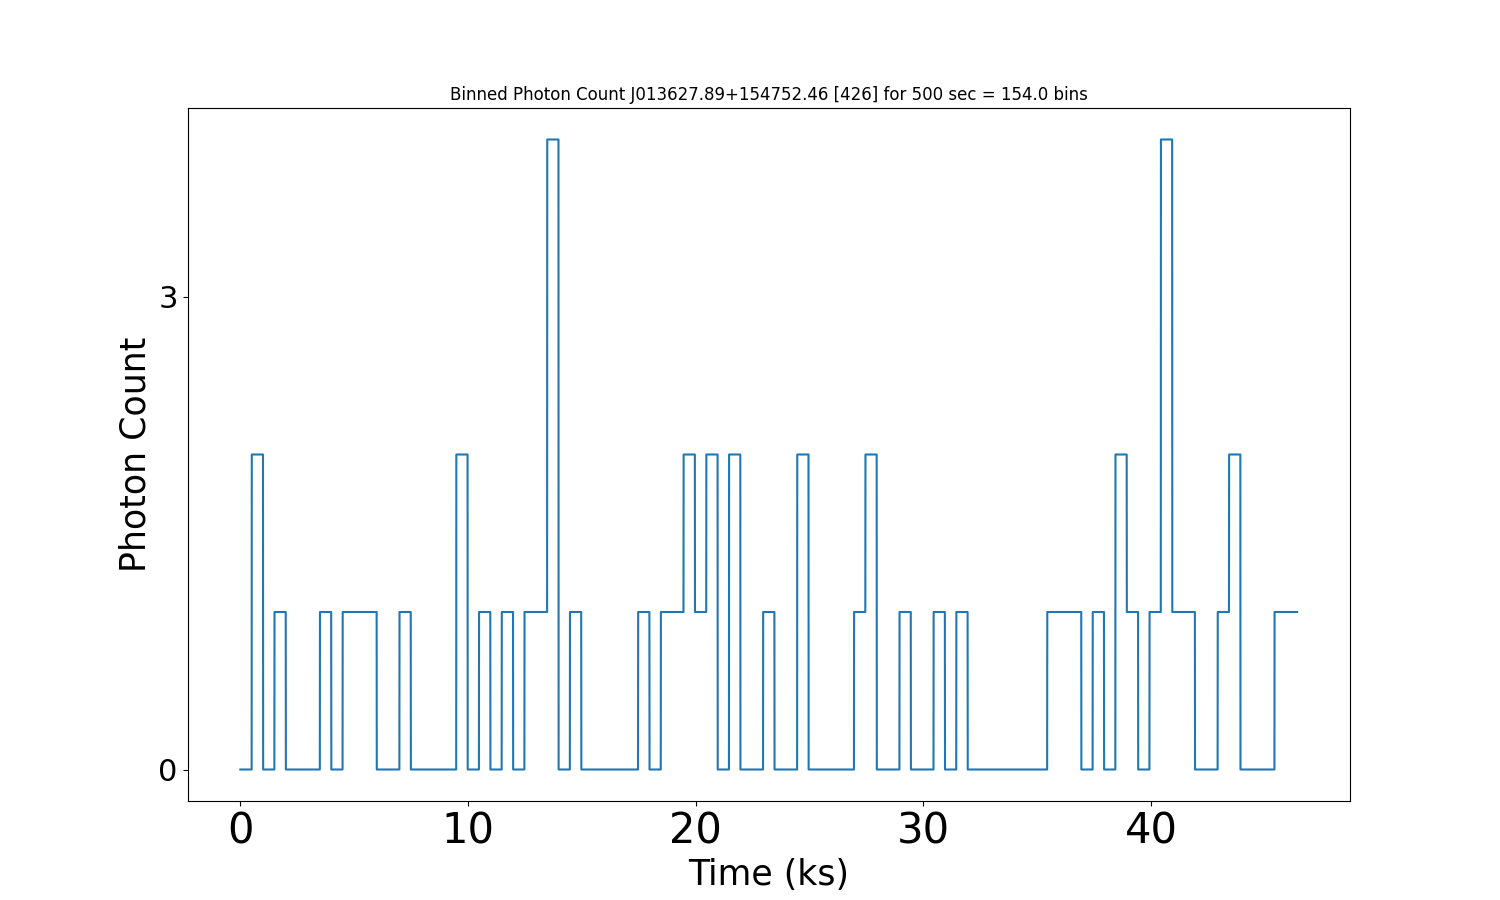 Binned Photon Count J013627.89+154752.46 [426] for 500 sec = 154.0 bins
3
Photon Count
0
0 10 20 30 40
Time (ks)